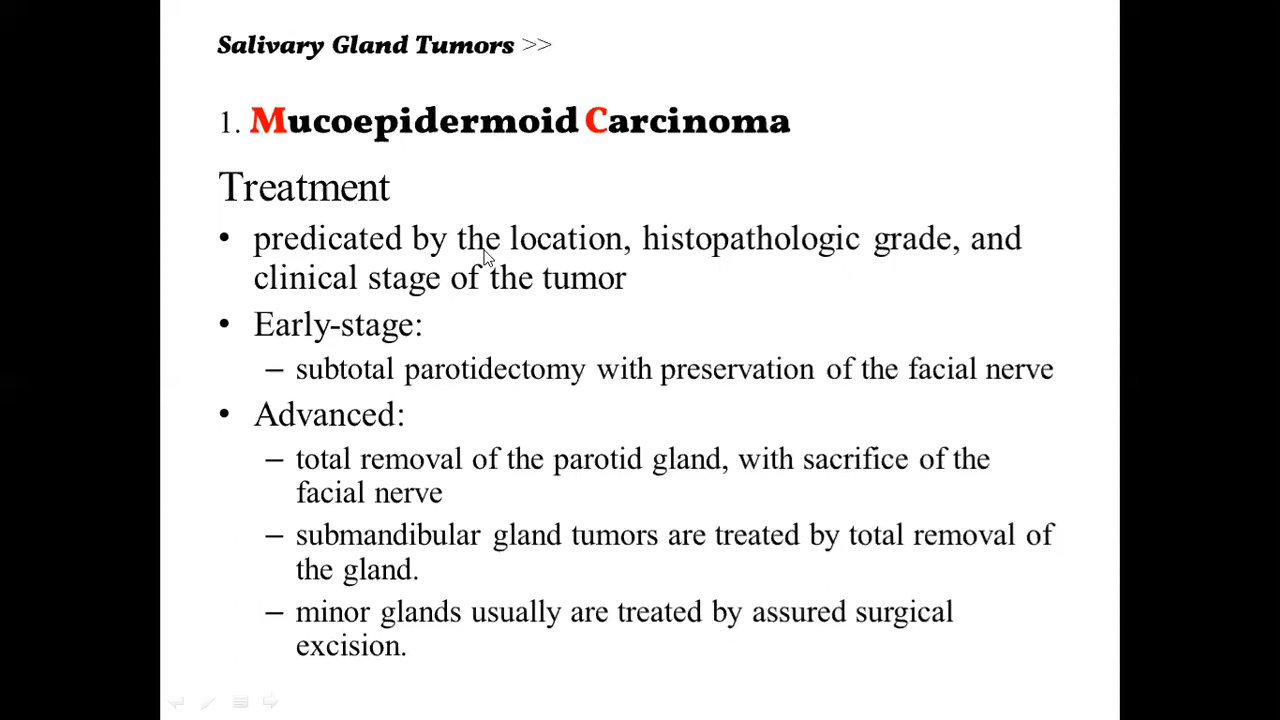 Salivary Gland Tumors >>
1. Mucoepidermoid Carcinoma
Treatment
• predicated by the location, histopathologic grade, and
clinical stage of the tumor
• Early-stage:
– subtotal parotidectomy with preservation of the facial nerve
• Advanced:
– total removal of the parotid gland, with sacrifice of the
facial nerve
– submandibular gland tumors are treated by total removal of
the gland.
– minor glands usually are treated by assured surgical
excision.